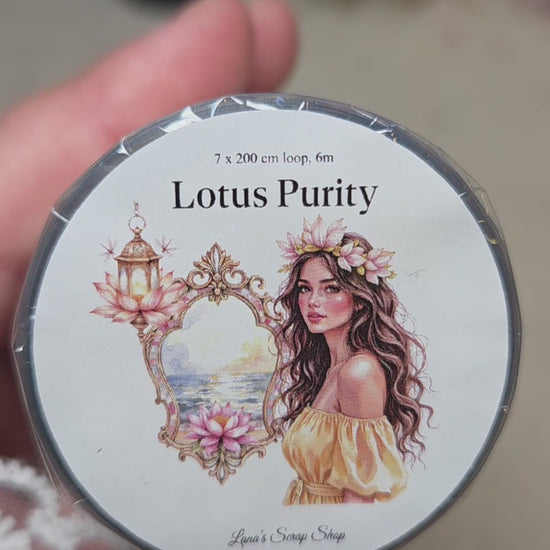 7 x 200 cm loop, 6m
Lotus Purity
Lana's Scrap Shop